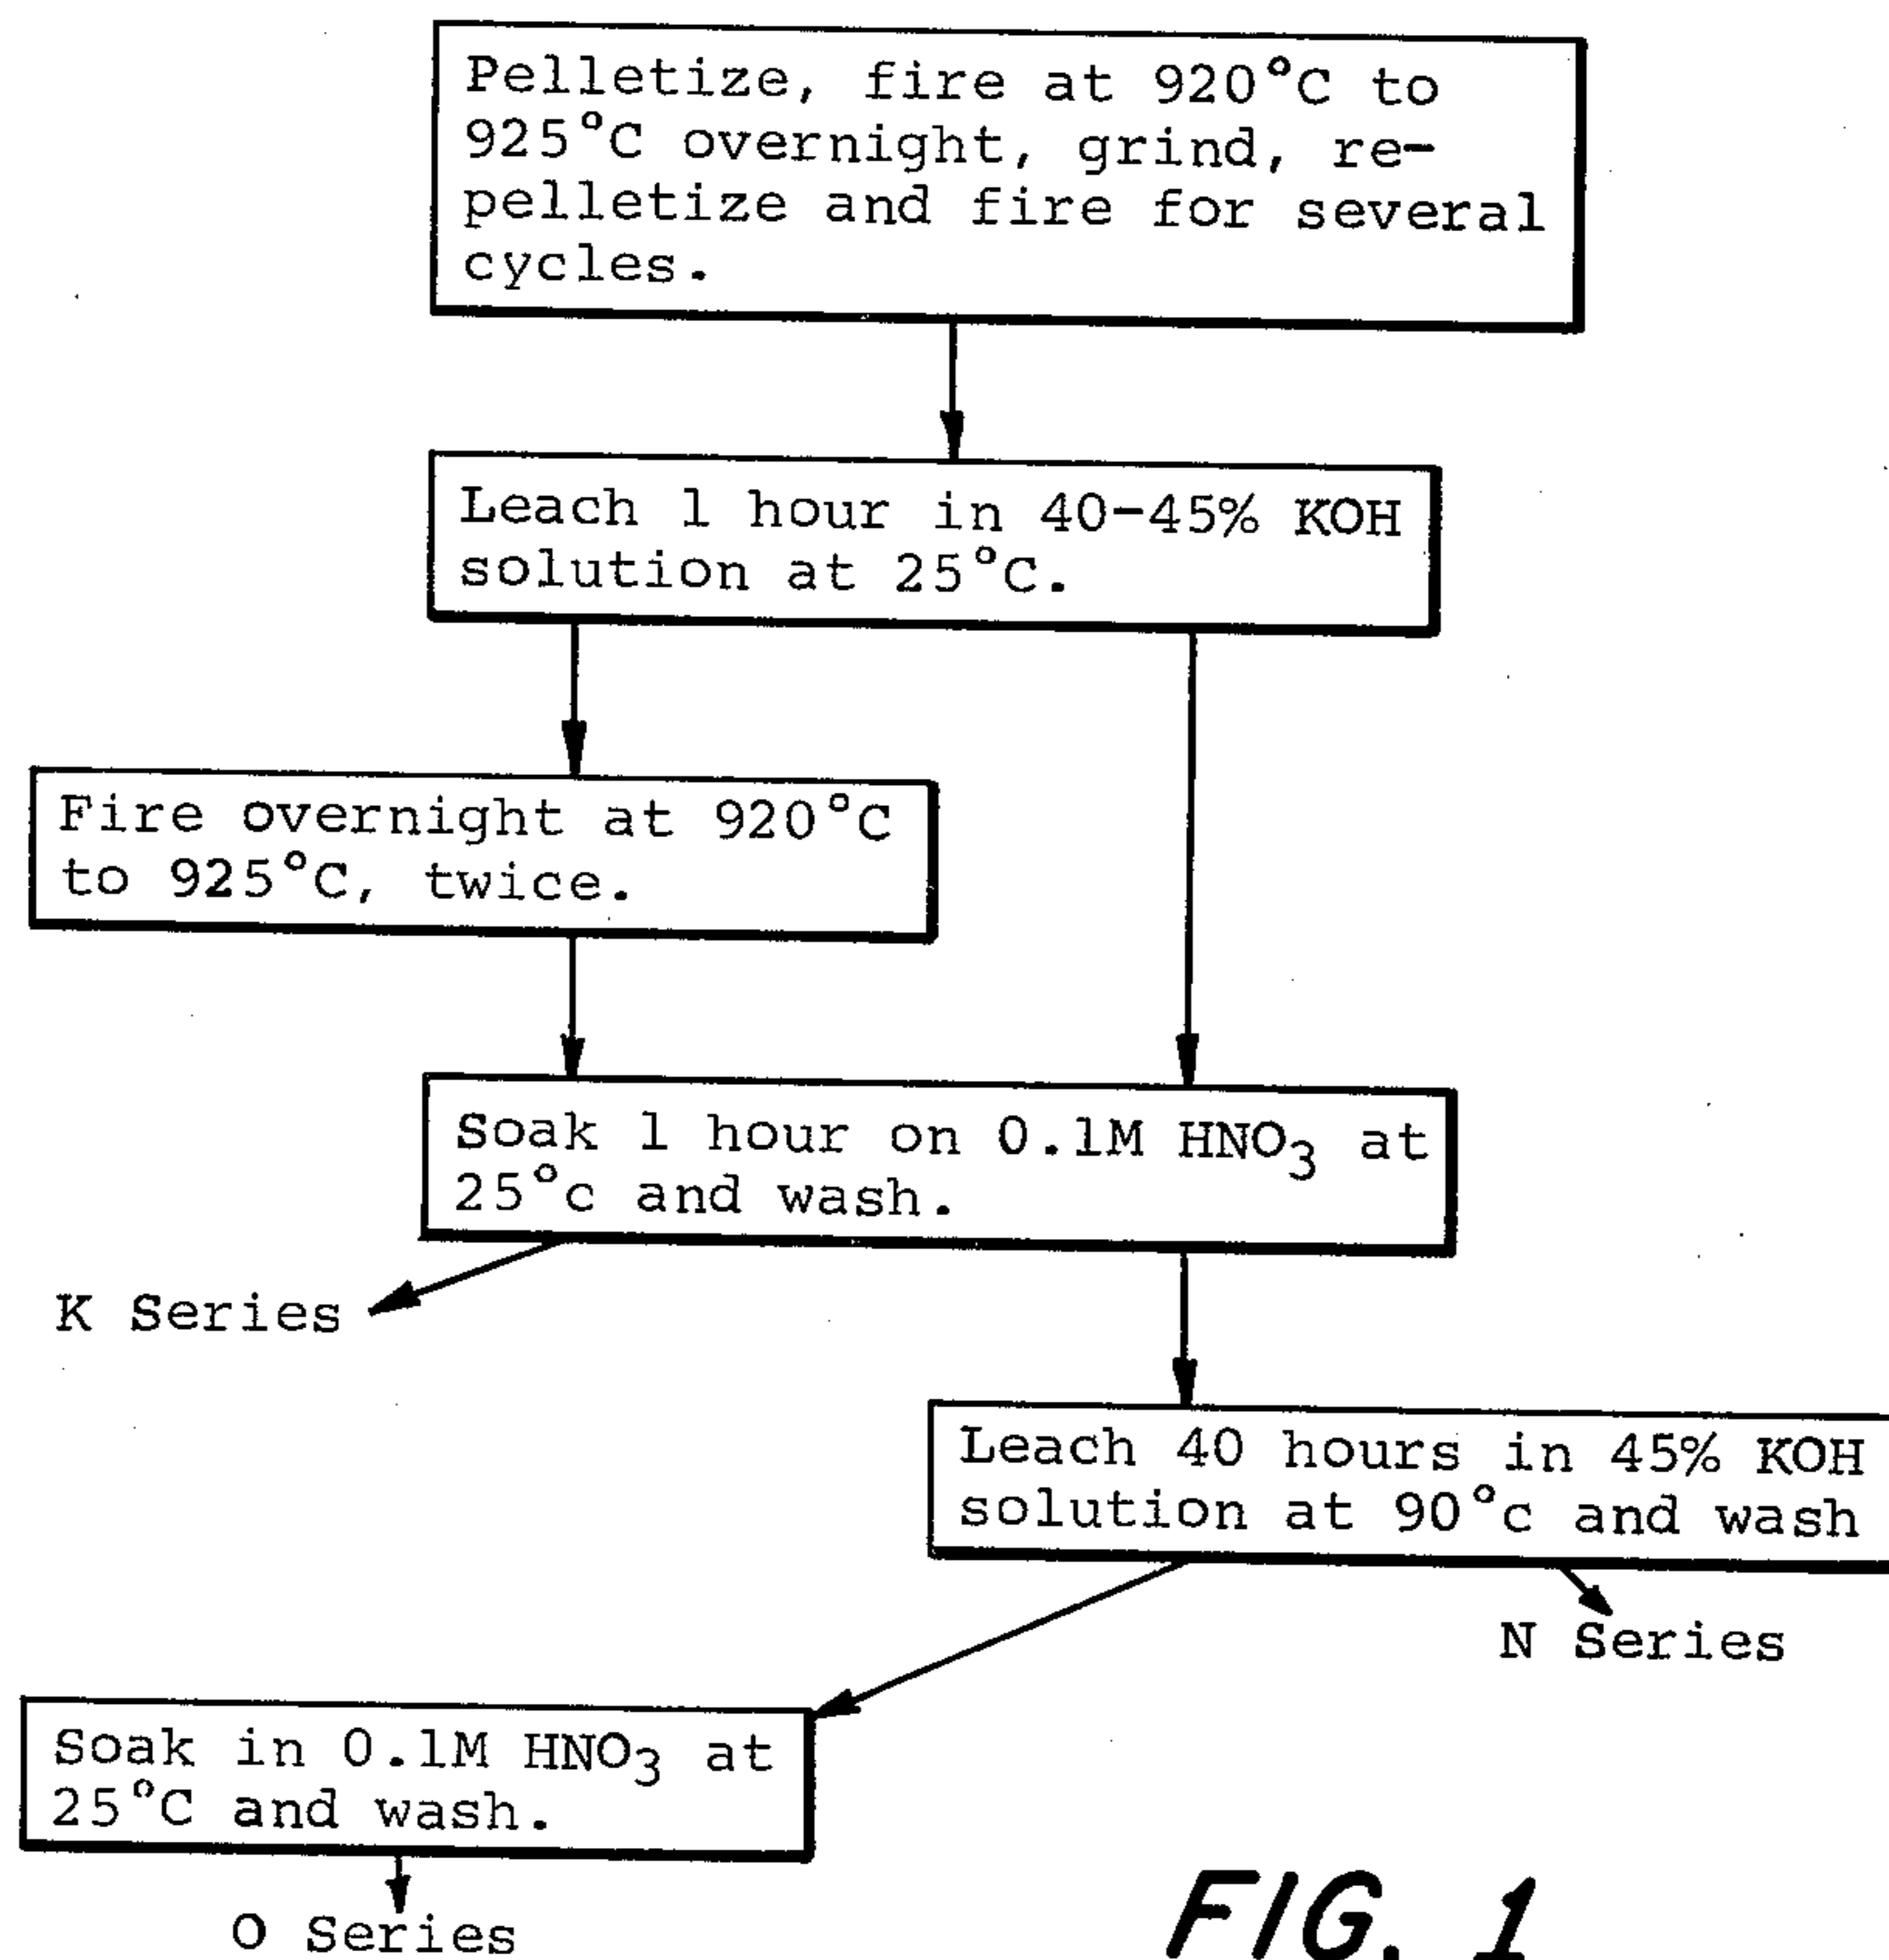 Pelletize, fire at 920°C to
925°C overnight, grind, re-
pelletize and fire for several
cycles.
Leach 1 hour in 40-45% KOH
solution at 25°C.
Fire overnight at 920°C
to 925°C, twice.
Soak 1 hour on 0.1M HNO₃ at
25°c and wash.
K Series
Leach 40 hours in 45% KOH
solution at 90°c and wash
N Series
Soak in 0.1M HNO₃ at
25°C and wash.
O Series
FIG. 1